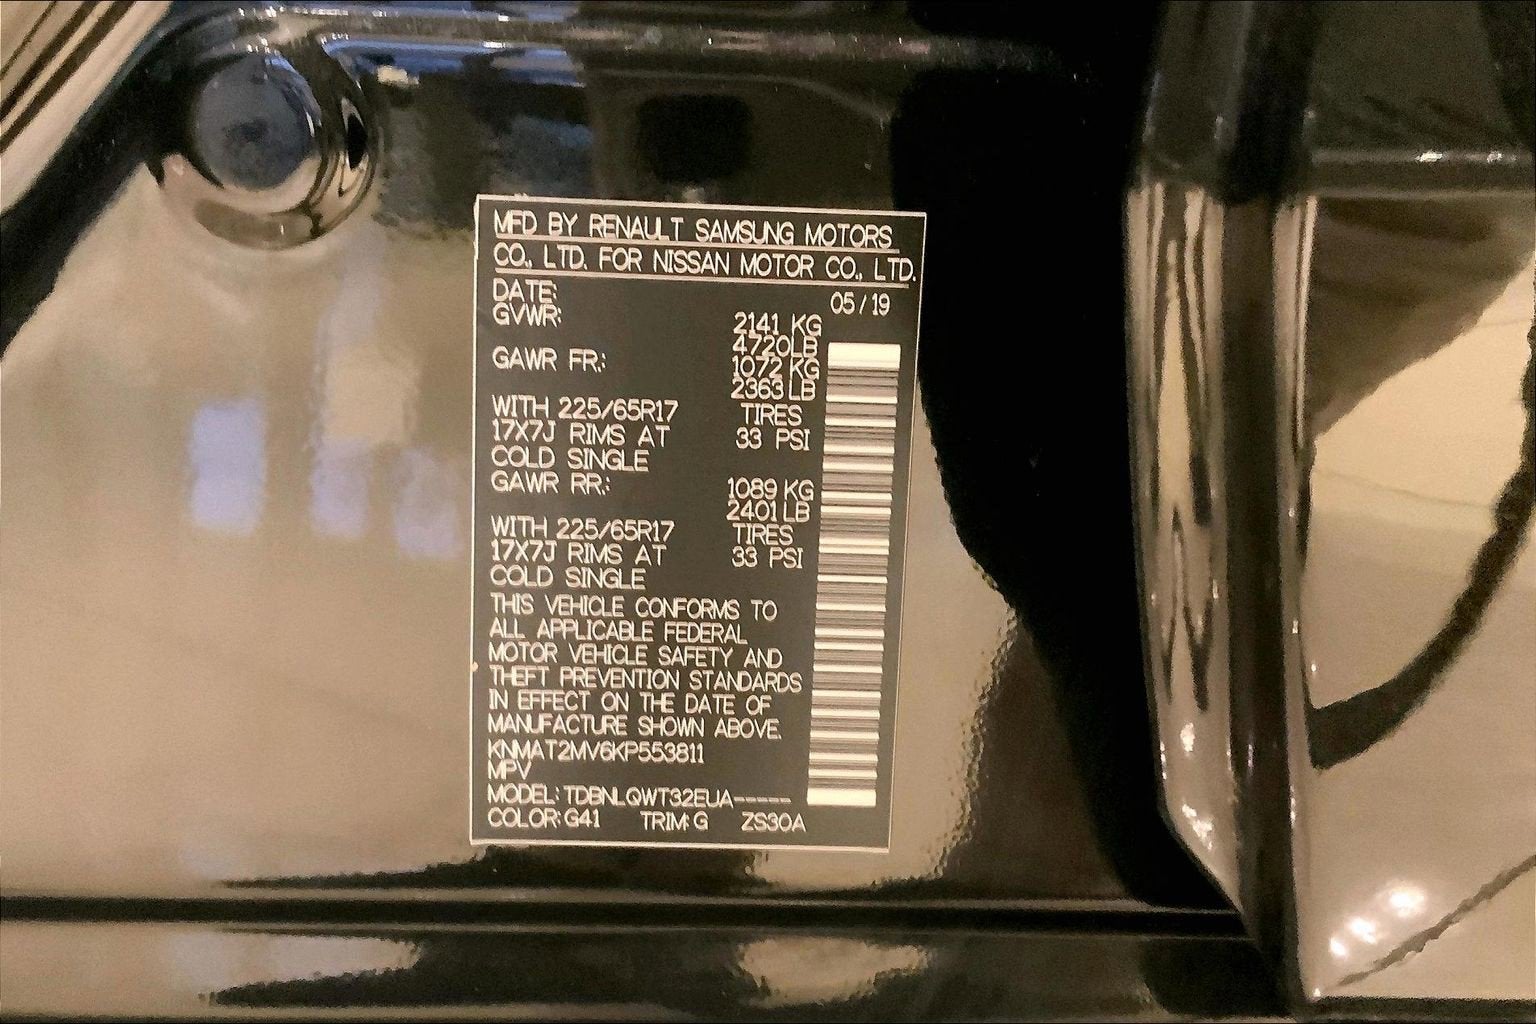 MFD BY RENAULT SAMSUNG MOTORS
CO., LTD. FOR NISSAN MOTOR CO., LTD.
DATE: 05/19
GVWR: 2141 KG
4720LB
GAWR FR.: 1072 KG
2363 LB
WITH 225/65R17 TIRES
17X7J RIMS AT 33 PSI
COLD SINGLE
GAWR RR.: 1089 KG
2401 LB
WITH 225/65R17 TIRES
17X7J RIMS AT 33 PSI
COLD SINGLE
THIS VEHICLE CONFORMS TO
ALL APPLICABLE FEDERAL
MOTOR VEHICLE SAFETY AND
THEFT PREVENTION STANDARDS
IN EFFECT ON THE DATE OF
MANUFACTURE SHOWN ABOVE.
KNMAT2MV6KP553811
MPV
MODEL: TDBNLQWT32EUA-----
COLOR: G41 TRIM: G ZS30A